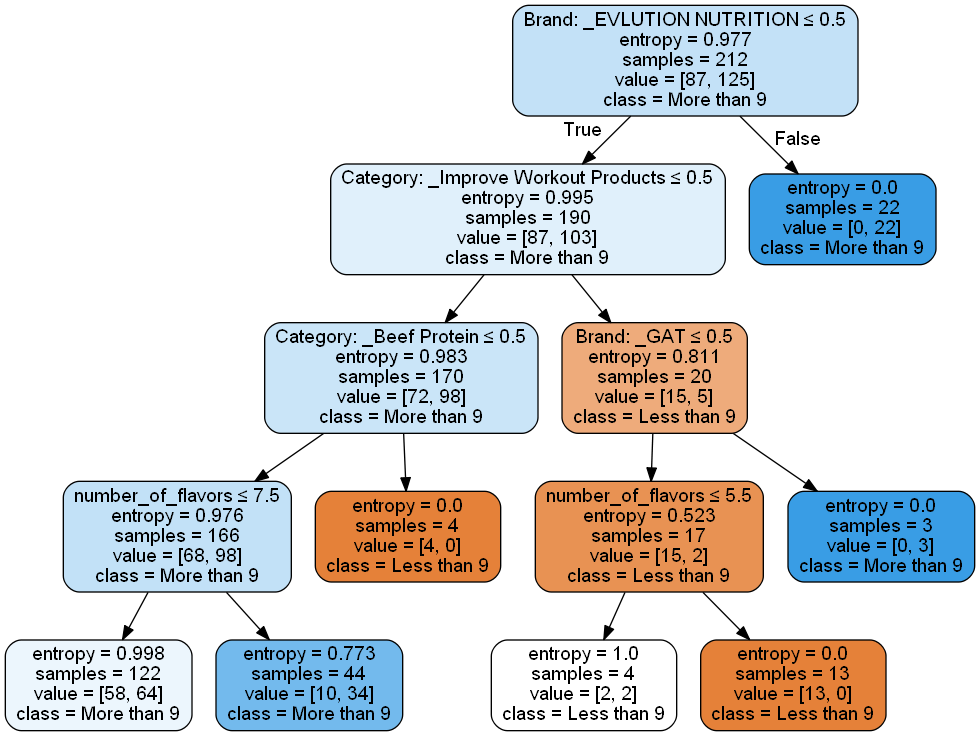 Brand: _EVLUTION NUTRITION ≤ 0.5
entropy = 0.977
samples = 212
value = [87, 125]
class = More than 9
True
False
Category: _Improve Workout Products ≤ 0.5
entropy = 0.995
samples = 190
value = [87, 103]
class = More than 9
entropy = 0.0
samples = 22
value = [0, 22]
class = More than 9
Category: _Beef Protein ≤ 0.5
entropy = 0.983
samples = 170
value = [72, 98]
class = More than 9
Brand: _GAT ≤ 0.5
entropy = 0.811
samples = 20
value = [15, 5]
class = Less than 9
number_of_flavors ≤ 7.5
entropy = 0.976
samples = 166
value = [68, 98]
class = More than 9
entropy = 0.0
samples = 4
value = [4, 0]
class = Less than 9
number_of_flavors ≤ 5.5
entropy = 0.523
samples = 17
value = [15, 2]
class = Less than 9
entropy = 0.0
samples = 3
value = [0, 3]
class = More than 9
entropy = 0.998
samples = 122
value = [58, 64]
class = More than 9
entropy = 0.773
samples = 44
value = [10, 34]
class = More than 9
entropy = 1.0
samples = 4
value = [2, 2]
class = Less than 9
entropy = 0.0
samples = 13
value = [13, 0]
class = Less than 9